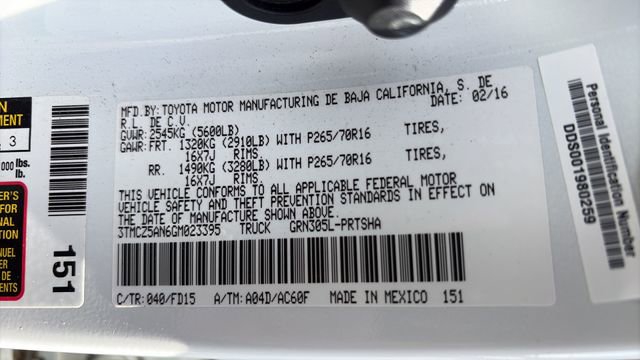 MFD.BY:TOYOTA MOTOR MANUFACTURING DE BAJA CALIFORNIA, S. DE
R.L. DE C.V. DATE: 02/16
GVWR:2545KG (5600LB)
GAWR:FRT. 1320KG (2910LB) WITH P265/70R16 TIRES,
16X7J RIMS,
RR. 1490KG (3280LB) WITH P265/70R16 TIRES,
16X7J RIMS.
THIS VEHICLE CONFORMS TO ALL APPLICABLE FEDERAL MOTOR
VEHICLE SAFETY AND THEFT PREVENTION STANDARDS IN EFFECT ON
THE DATE OF MANUFACTURE SHOWN ABOVE.
3TMCZ5AN6GM023395 TRUCK GRN305L-PRTSHA
C/TR:040/FD15 A/TM:A04D/AC60F MADE IN MEXICO 151
151
3
000 lbs.
lb.
Personal Identification Number
DDS001980259